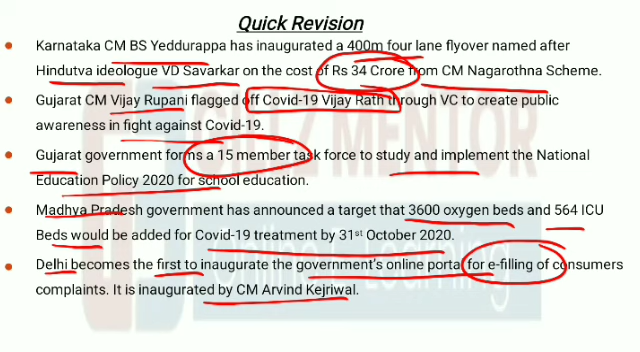 Quick Revision
• Karnataka CM BS Yeddurappa has inaugurated a 400m four lane flyover named after
Hindutva ideologue VD Savarkar on the cost of Rs 34 Crore from CM Nagarothna Scheme.
• Gujarat CM Vijay Rupani flagged off Covid-19 Vijay Rath through VC to create public
awareness in fight against Covid-19.
• Gujarat government forms a 15 member task force to study and implement the National
Education Policy 2020 for school education.
• Madhya Pradesh government has announced a target that 3600 oxygen beds and 564 ICU
Beds would be added for Covid-19 treatment by 31st October 2020.
• Delhi becomes the first to inaugurate the government's online portal for e-filling of consumers
complaints. It is inaugurated by CM Arvind Kejriwal.